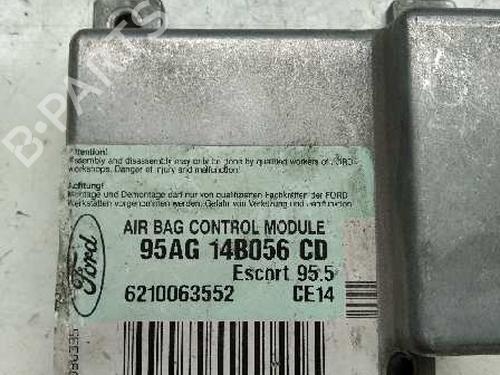 B-PARTS
Attention!
Assembly and disassembly may only be done by qualified workers of FORD
workshops. Danger of injury and malfunction.
Achtung!
Montage und Demontage darf nur von qualifizierten Fachkräften der FORD
Werkstätten vorgenommen werden. Gefahr von Verletzung und
Ford
AIR BAG CONTROL MODULE
95AG 14B056 CD
Escort 95.5
6210063552 CE14